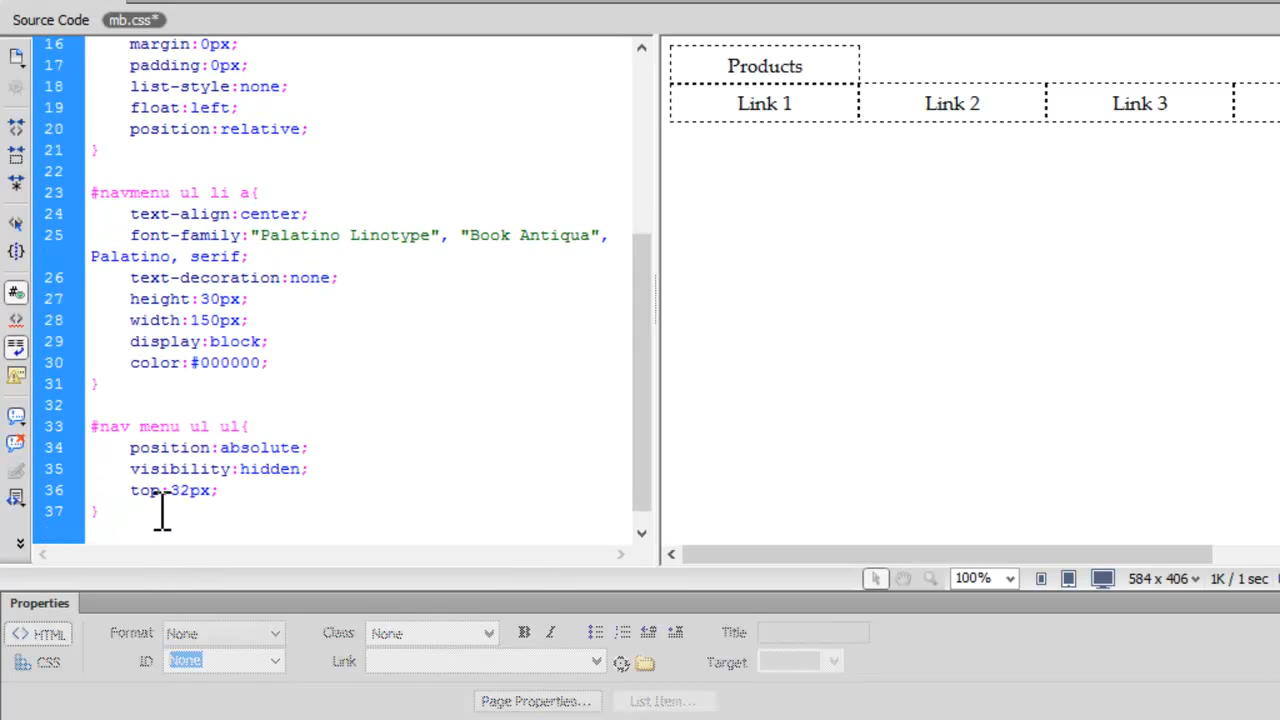 Source Code mb.css*
16 margin:0px;
17 padding:0px;
18 list-style:none;
19 float:left;
20 position:relative;
21 }
22
23 #navmenu ul li a{
24 text-align:center;
25 font-family:"Palatino Linotype", "Book Antiqua",
Palatino, serif;
26 text-decoration:none;
27 height:30px;
28 width:150px;
29 display:block;
30 color:#000000;
31 }
32
33 #nav menu ul ul{
34 position:absolute;
35 visibility:hidden;
36 top:32px;
37 }
Products
Link 1 Link 2 Link 3
100% 584 x 406 1K / 1 sec
Properties
HTML Format None Class None B I Title
CSS ID None Link Target
Page Properties... List Item...